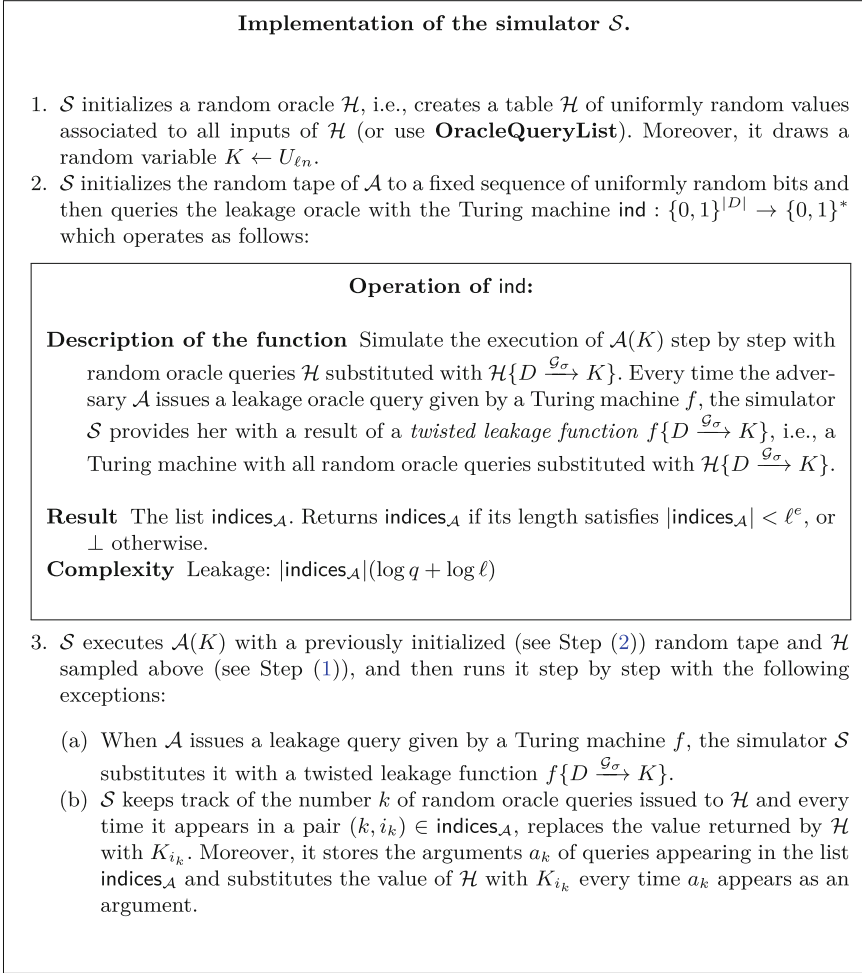 Implementation of the simulator 𝒮.
1. 𝒮 initializes a random oracle ℋ, i.e., creates a table ℋ of uniformly random values
associated to all inputs of ℋ (or use OracleQueryList). Moreover, it draws a
random variable K ← U_{ℓn}.
2. 𝒮 initializes the random tape of 𝒜 to a fixed sequence of uniformly random bits and
then queries the leakage oracle with the Turing machine ind : {0, 1}^{|D|} → {0, 1}^*
which operates as follows:
Operation of ind:
Description of the function Simulate the execution of 𝒜(K) step by step with
random oracle queries ℋ substituted with ℋ{D \xrightarrow{𝒢_σ} K}. Every time the adver-
sary 𝒜 issues a leakage oracle query given by a Turing machine f, the simulator
𝒮 provides her with a result of a twisted leakage function f{D \xrightarrow{𝒢_σ} K}, i.e., a
Turing machine with all random oracle queries substituted with ℋ{D \xrightarrow{𝒢_σ} K}.
Result The list indices_𝒜. Returns indices_𝒜 if its length satisfies |indices_𝒜| < ℓ^e, or
⊥ otherwise.
Complexity Leakage: |indices_𝒜|(log q + log ℓ)
3. 𝒮 executes 𝒜(K) with a previously initialized (see Step (2)) random tape and ℋ
sampled above (see Step (1)), and then runs it step by step with the following
exceptions:
(a) When 𝒜 issues a leakage query given by a Turing machine f, the simulator 𝒮
substitutes it with a twisted leakage function f{D \xrightarrow{𝒢_σ} K}.
(b) 𝒮 keeps track of the number k of random oracle queries issued to ℋ and every
time it appears in a pair (k, i_k) ∈ indices_𝒜, replaces the value returned by ℋ
with K_{i_k}. Moreover, it stores the arguments a_k of queries appearing in the list
indices_𝒜 and substitutes the value of ℋ with K_{i_k} every time a_k appears as an
argument.